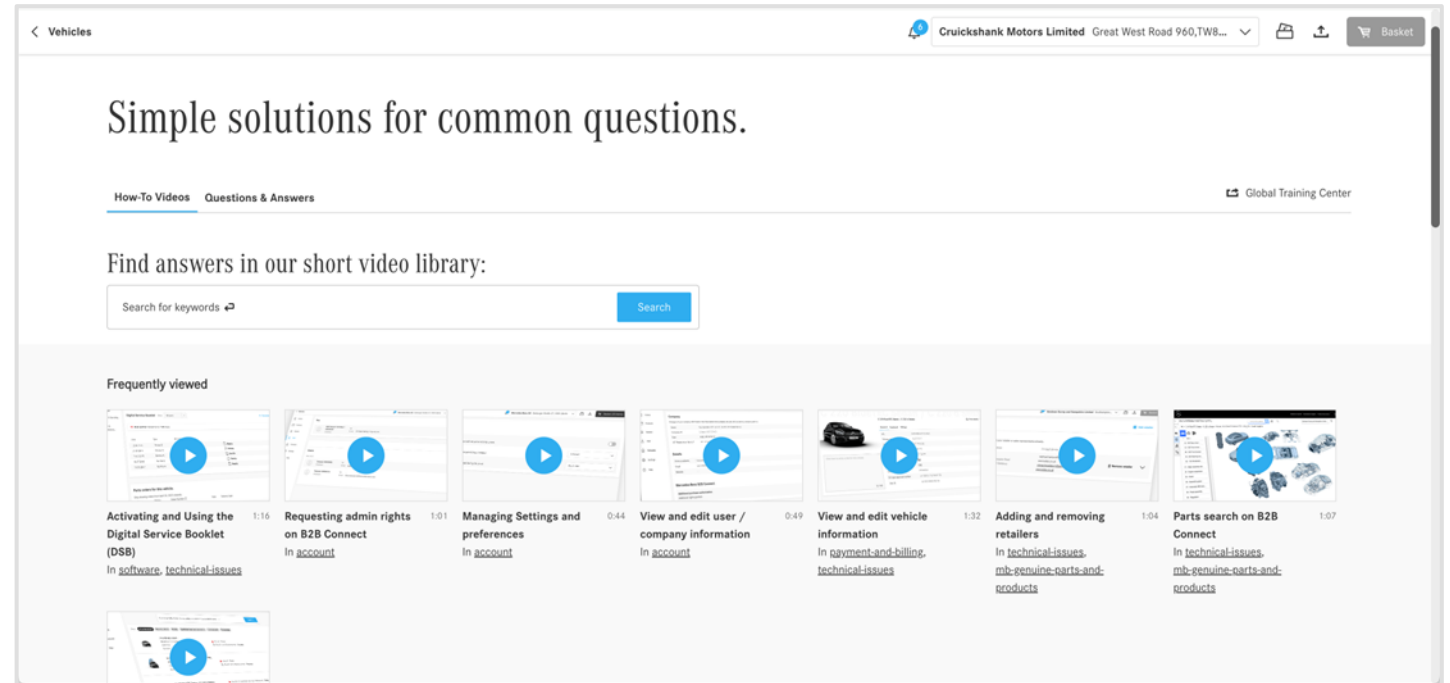 Vehicles
6
Cruickshank Motors Limited Great West Road 960,TW8...
Basket
Simple solutions for common questions.
How-To Videos Questions & Answers
Global Training Center
Find answers in our short video library:
Search for keywords
Search
Frequently viewed
Activating and Using the Digital Service Booklet (DSB) 1:16
In software, technical-issues
Requesting admin rights on B2B Connect 1:01
In account
Managing Settings and preferences 0:44
In account
View and edit user / company information 0:49
In account
View and edit vehicle information 1:32
In payment-and-billing, technical-issues
Adding and removing retailers 1:04
In technical-issues, mb-genuine-parts-and-products
Parts search on B2B Connect 1:07
In technical-issues, mb-genuine-parts-and-products